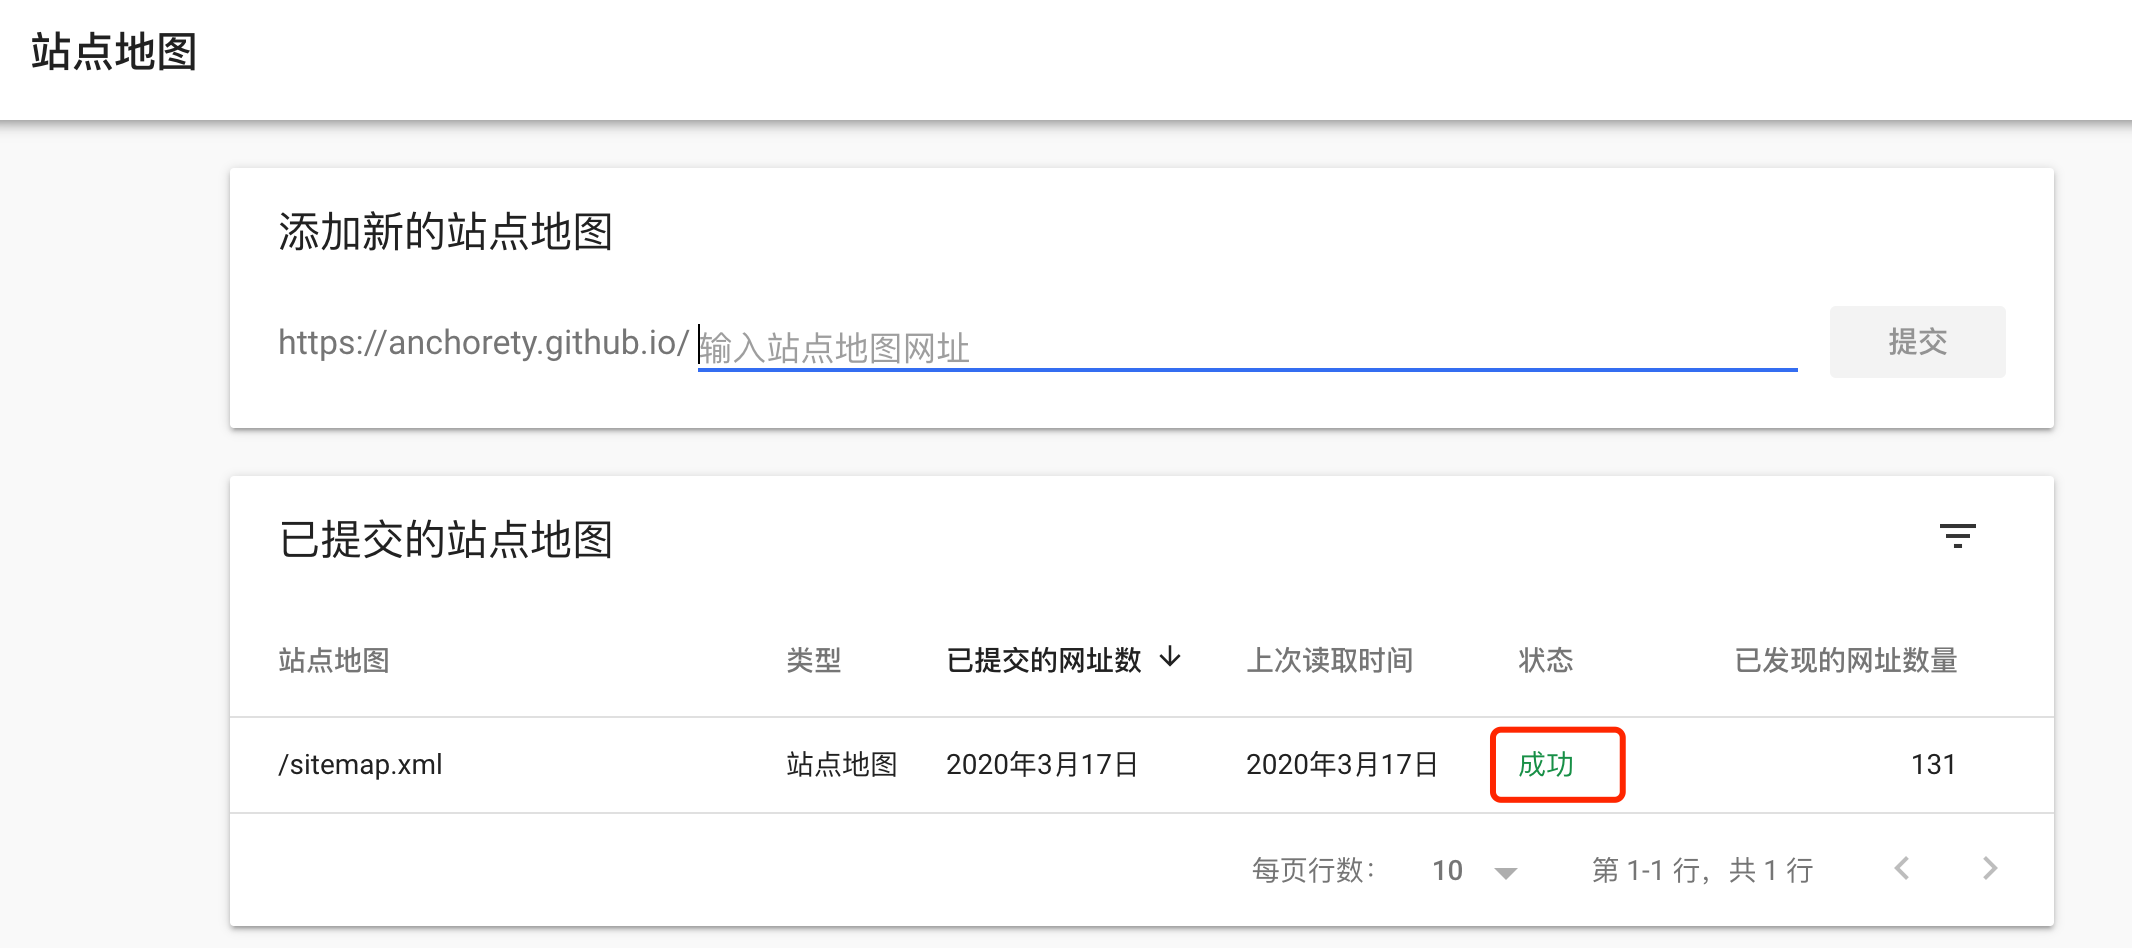 站点地图
添加新的站点地图
https://anchorety.github.io/ 输入站点地图网址
提交
已提交的站点地图
站点地图 类型 已提交的网址数 ↓ 上次读取时间 状态 已发现的网址数量
/sitemap.xml 站点地图 2020年3月17日 2020年3月17日 成功 131
每页行数： 10 第 1-1 行，共 1 行